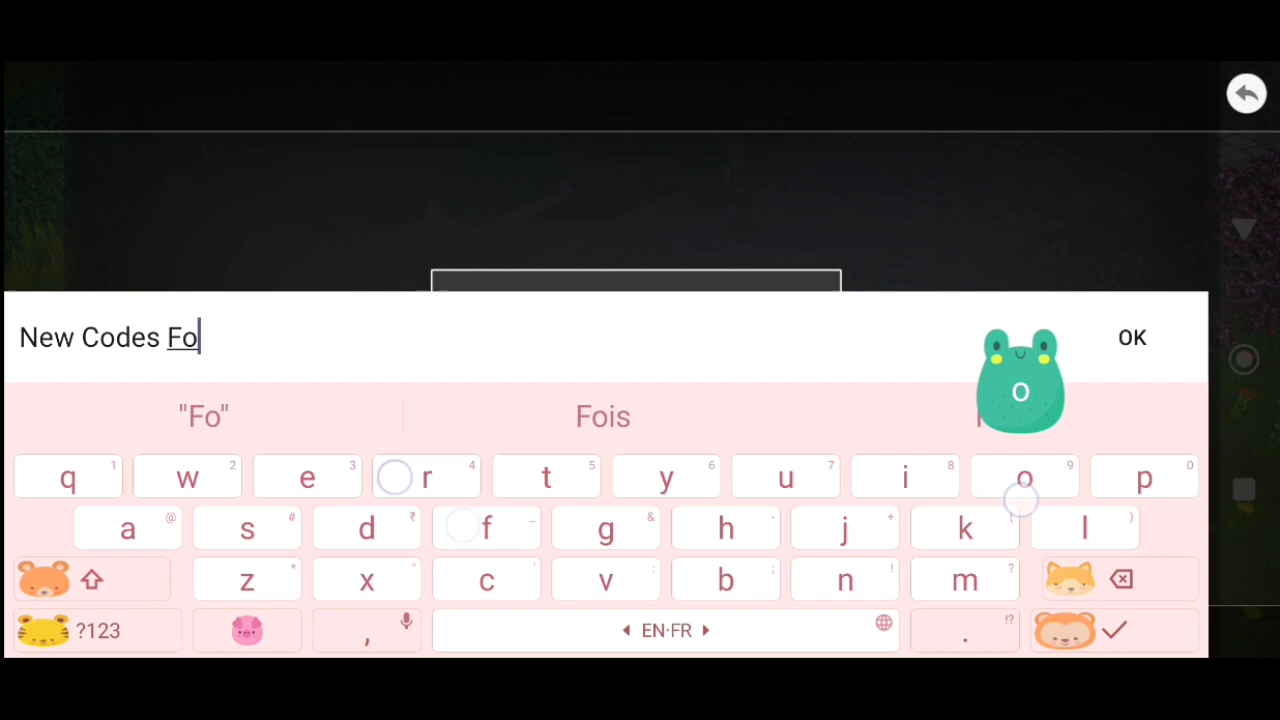 New Codes Fo
OK
"Fo"
Fois
o
q 1 w 2 e 3 r 4 t 5 y 6 u 7 i 8 o 9 p 0
a @ s # d ₹ f _ g & h - j + k ( l )
z * x " c ' v : b ; n ! m ?
?123 , EN·FR . !?